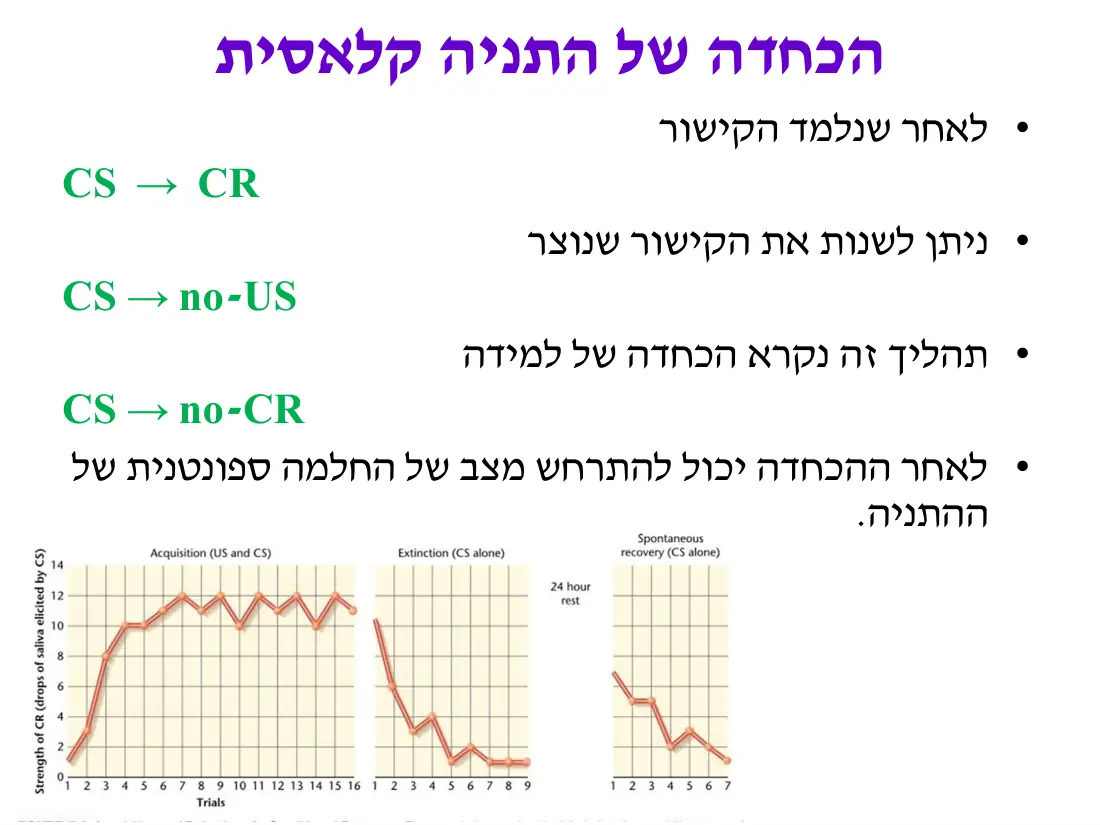 הכחדה של התניה קלאסית
• לאחר שנלמד הקישור
CS → CR
• ניתן לשנות את הקישור שנוצר
CS → no-US
• תהליך זה נקרא הכחדה של למידה
CS → no-CR
• לאחר ההכחדה יכול להתרחש מצב של החלמה ספונטנית של
ההתניה.
Strength of CR (drops of saliva elicited by CS)
Acquisition (US and CS)
14
12
10
8
6
4
2
0
1 2 3 4 5 6 7 8 9 10 11 12 13 14 15 16
Trials
Extinction (CS alone)
1 2 3 4 5 6 7 8 9
24 hour
rest
Spontaneous
recovery (CS alone)
1 2 3 4 5 6 7